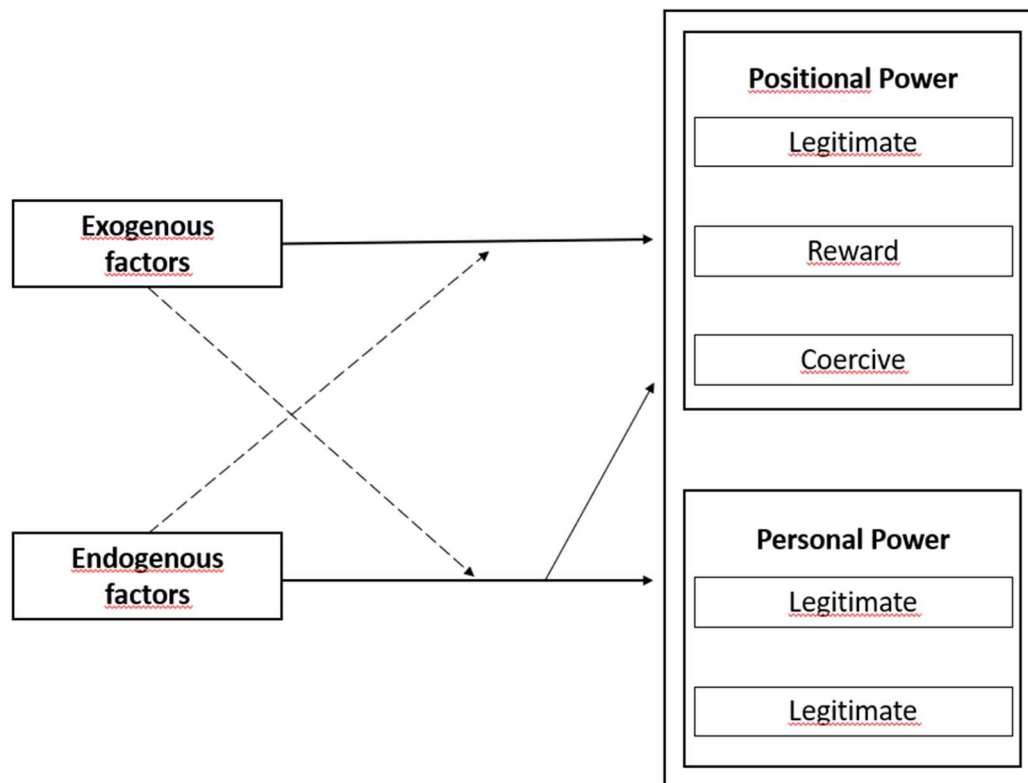 Positional Power
Legitimate
Exogenous
factors
Reward
Coercive
Endogenous
factors
Personal Power
Legitimate
Legitimate